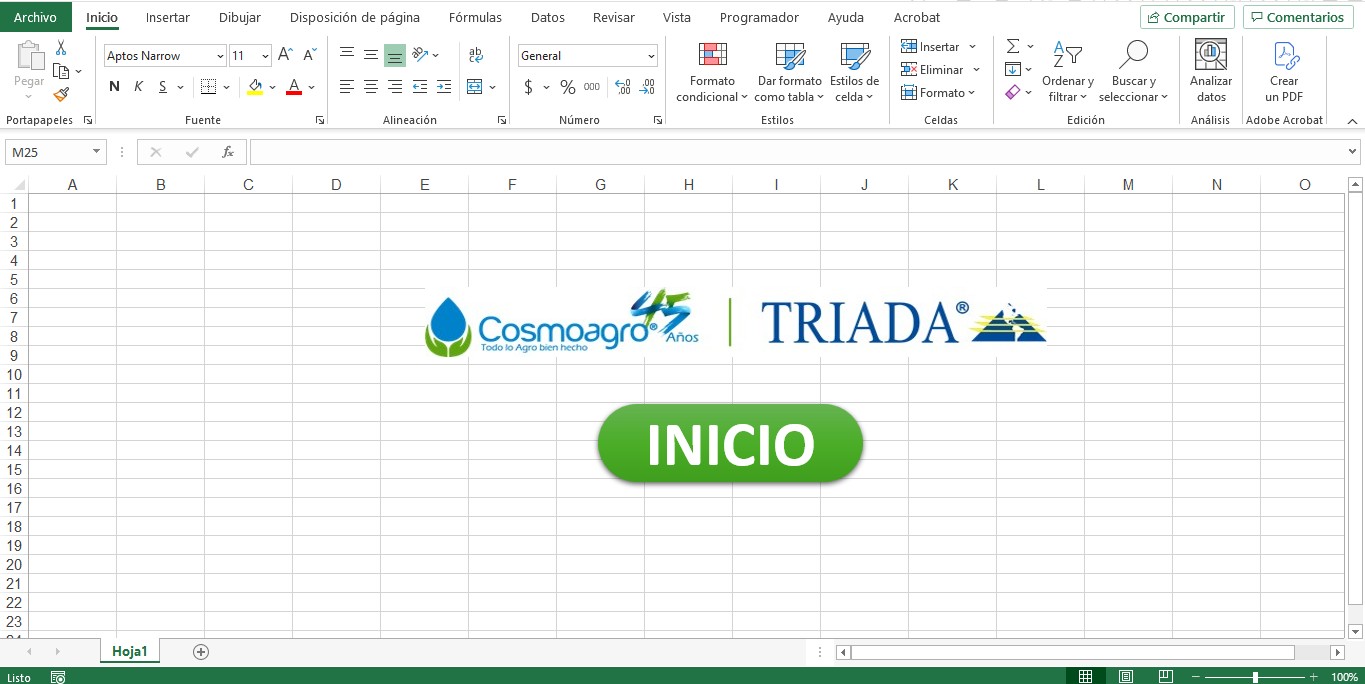 Archivo Inicio Insertar Dibujar Disposición de página Fórmulas Datos Revisar Vista Programador Ayuda Acrobat Compartir Comentarios
Pegar
Aptos Narrow 11 A A
N K S A
ab
General
$ % 000
Formato condicional
Dar formato como tabla
Estilos de celda
Insertar
Eliminar
Formato
Ordenar y filtrar
Buscar y seleccionar
Analizar datos
Crear un PDF
Portapapeles Fuente Alineación Número Estilos Celdas Edición Análisis Adobe Acrobat
M25 fx
A B C D E F G H I J K L M N O
1
2
3
4
5
6
7
8
9
10
11
12
13
14
15
16
17
18
19
20
21
22
23
Cosmoagro® 45 Años
Todo lo Agro bien hecho
TRIADA®
INICIO
Hoja1
Listo 100%